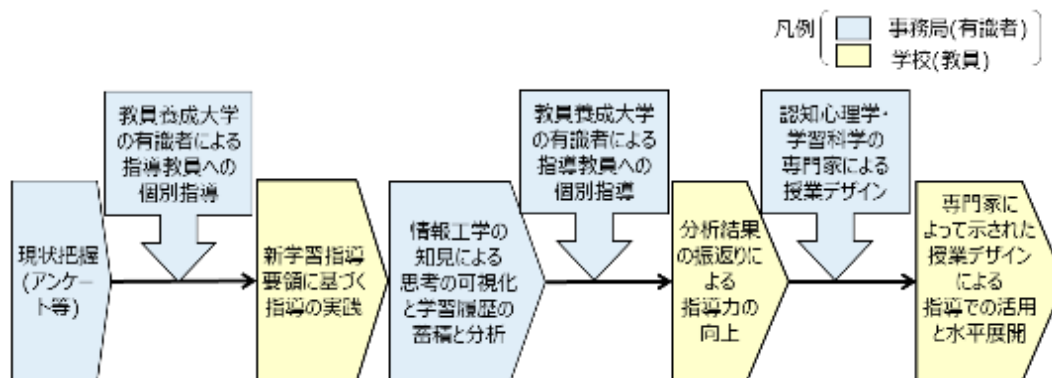 凡例
事務局(有識者)
学校(教員)
教員養成大学
の有識者による
指導教員への
個別指導
教員養成大学
の有識者による
指導教員への
個別指導
認知心理学・
学習科学の
専門家による
授業デザイン
現状把握
(アンケー
ト等)
新学習指導
要領に基づく
指導の実践
情報工学の
知見による
思考の可視化
と学習履歴の
蓄積と分析
分析結果
の振返りに
よる
指導力の
向上
専門家に
よって示された
授業デザイン
による
指導での活用
と水平展開